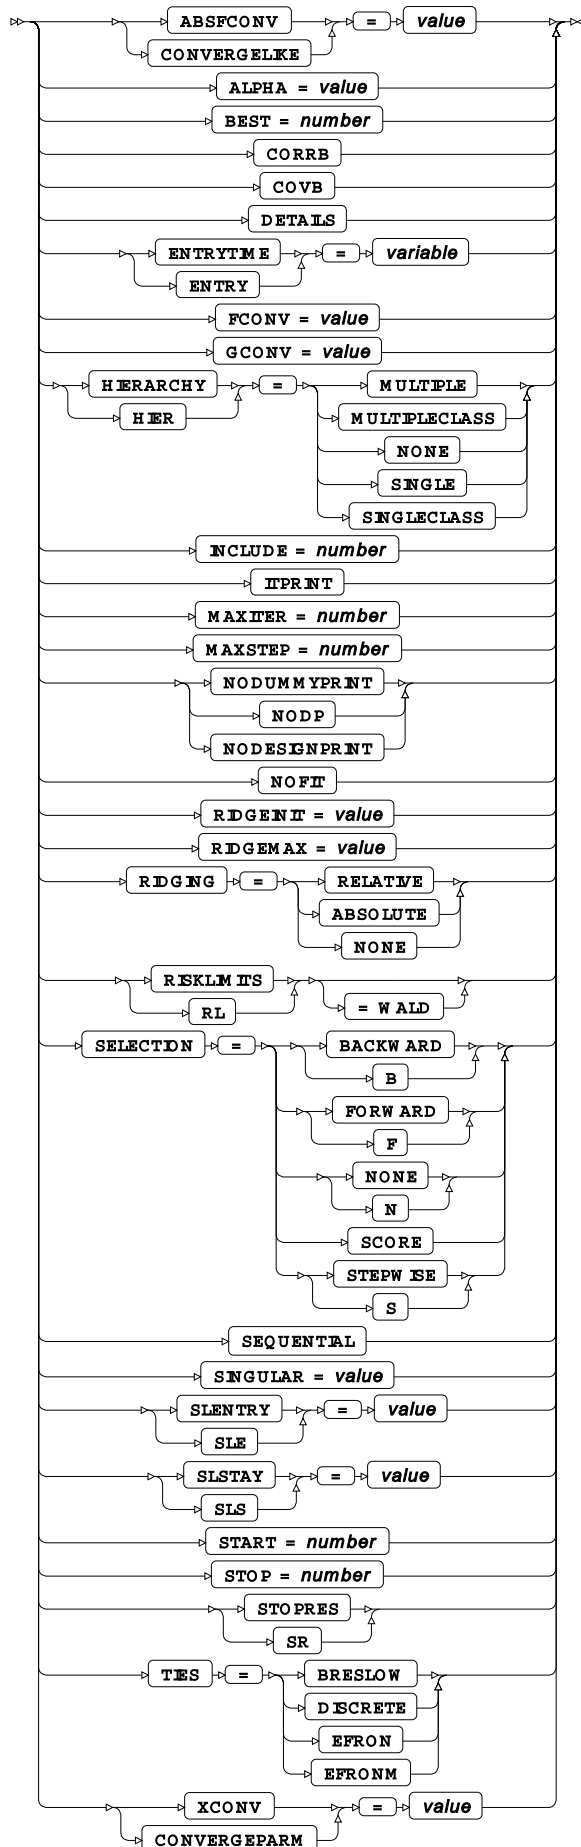 ABSFCONV = value
CONVERGELIKE
ALPHA = value
BEST = number
CORRB
COVB
DETAILS
ENTRYTIME = variable
ENTRY
FCONV = value
GCONV = value
HIERARCHY = MULTIPLE
HIER MULTIPLECLASS
NONE
SINGLE
SINGLECLASS
INCLUDE = number
ITPRINT
MAXITER = number
MAXSTEP = number
NODUMMYPRINT
NODP
NODESIGNPRINT
NOFIT
RIDGEINIT = value
RIDGEMAX = value
RIDGING = RELATIVE
ABSOLUTE
NONE
RISKLIMITS
RL = WALD
SELECTION = BACKWARD
B
FORWARD
F
NONE
N
SCORE
STEPWISE
S
SEQUENTIAL
SINGULAR = value
SLENTRY = value
SLE
SLSTAY = value
SLS
START = number
STOP = number
STOPRES
SR
TIES = BRESLOW
DISCRETE
EFRON
EFRONM
XCONV = value
CONVERGEPARM